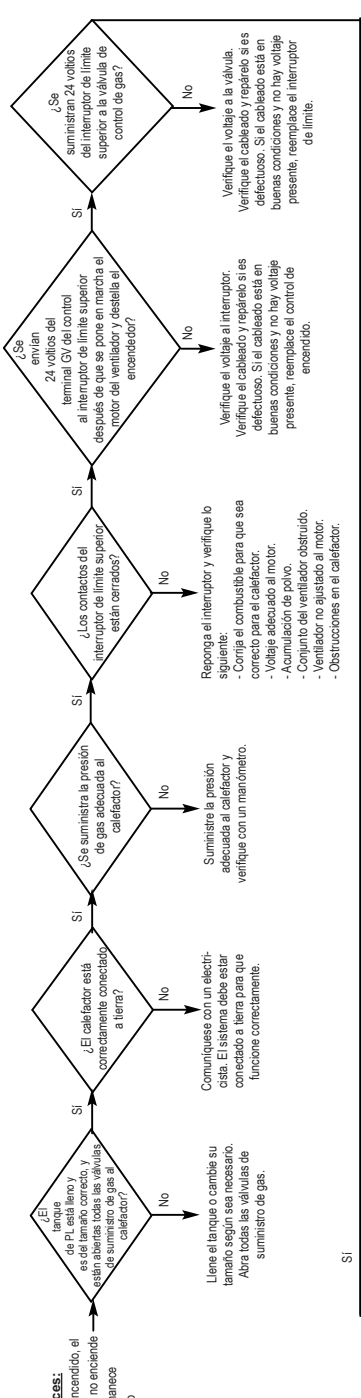 ces:
ncendido, el
no enciende
nanece
o
¿El
tanque
de PL está lleno y
es del tamaño correcto, y
están abiertas todas las válvulas
de suministro de gas al
calefactor?
Sí
No
Llene el tanque o cambie su
tamaño según sea necesario.
Abra todas las válvulas de
suministro de gas.
¿El calefactor está
correctamente conectado
a tierra?
Sí
No
Comuníquese con un electri-
cista. El sistema debe estar
conectado a tierra para que
funcione correctamente.
¿Se suministra la presión
de gas adecuada al
calefactor?
Sí
No
Suministre la presión
adecuada al calefactor y
verifique con un manómetro.
¿Los contactos del
interruptor de límite superior
están cerrados?
Sí
No
Reponga el interruptor y verifique lo
siguiente:
- Corrija el combustible para que sea
correcto para el calefactor.
- Voltaje adecuado al motor.
- Acumulación de polvo.
- Conjunto del ventilador obstruido.
- Ventilador no ajustado al motor.
- Obstrucciones en el calefactor.
¿Se
envían
24 voltios del
terminal GV del control
al interruptor de límite superior
después de que se pone en marcha el
motor del ventilador y destella el
encendedor?
Sí
No
Verifique el voltaje al interruptor.
Verifique el cableado y repárelo si es
defectuoso. Si el cableado está en
buenas condiciones y no hay voltaje
presente, reemplace el control de
encendido.
¿Se
suministran 24 voltios
del interruptor de límite
superior a la válvula de
control de gas?
No
Verifique el voltaje a la válvula.
Verifique el cableado y repárelo si es
defectuoso. Si el cableado está en
buenas condiciones y no hay voltaje
presente, reemplace el interruptor
de límite.
Sí